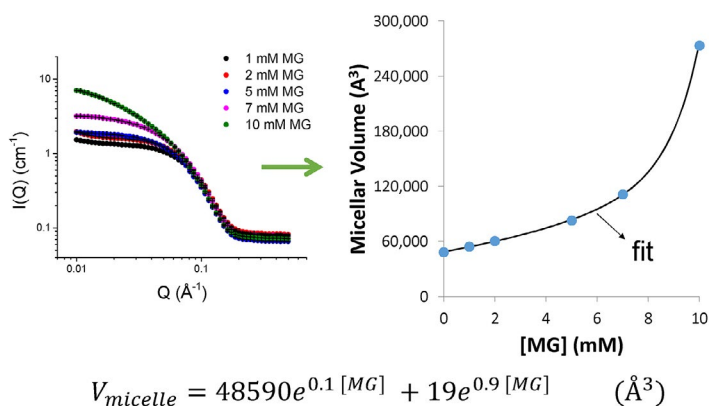 1 mM MG
2 mM MG
5 mM MG
7 mM MG
10 mM MG
10
1
0.1
0.01
0.1
I(Q) (cm⁻¹)
Q (Å⁻¹)
300,000
240,000
180,000
120,000
60,000
0
0 2 4 6 8 10
Micellar Volume (A³)
[MG] (mM)
fit
V_{micelle} = 48590e^{0.1 [MG]} + 19e^{0.9 [MG]} (Å³)